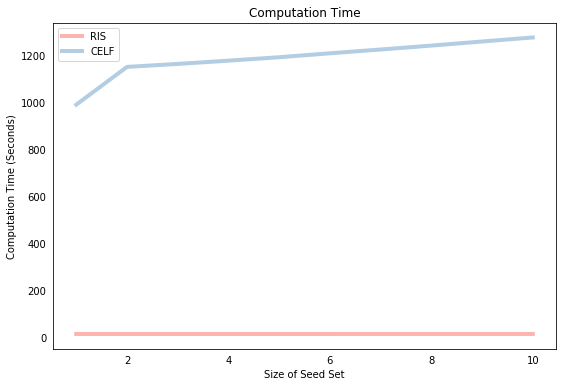 Computation Time
RIS
CELF
Computation Time (Seconds)
1200
1000
800
600
400
200
0
2 4 6 8 10
Size of Seed Set